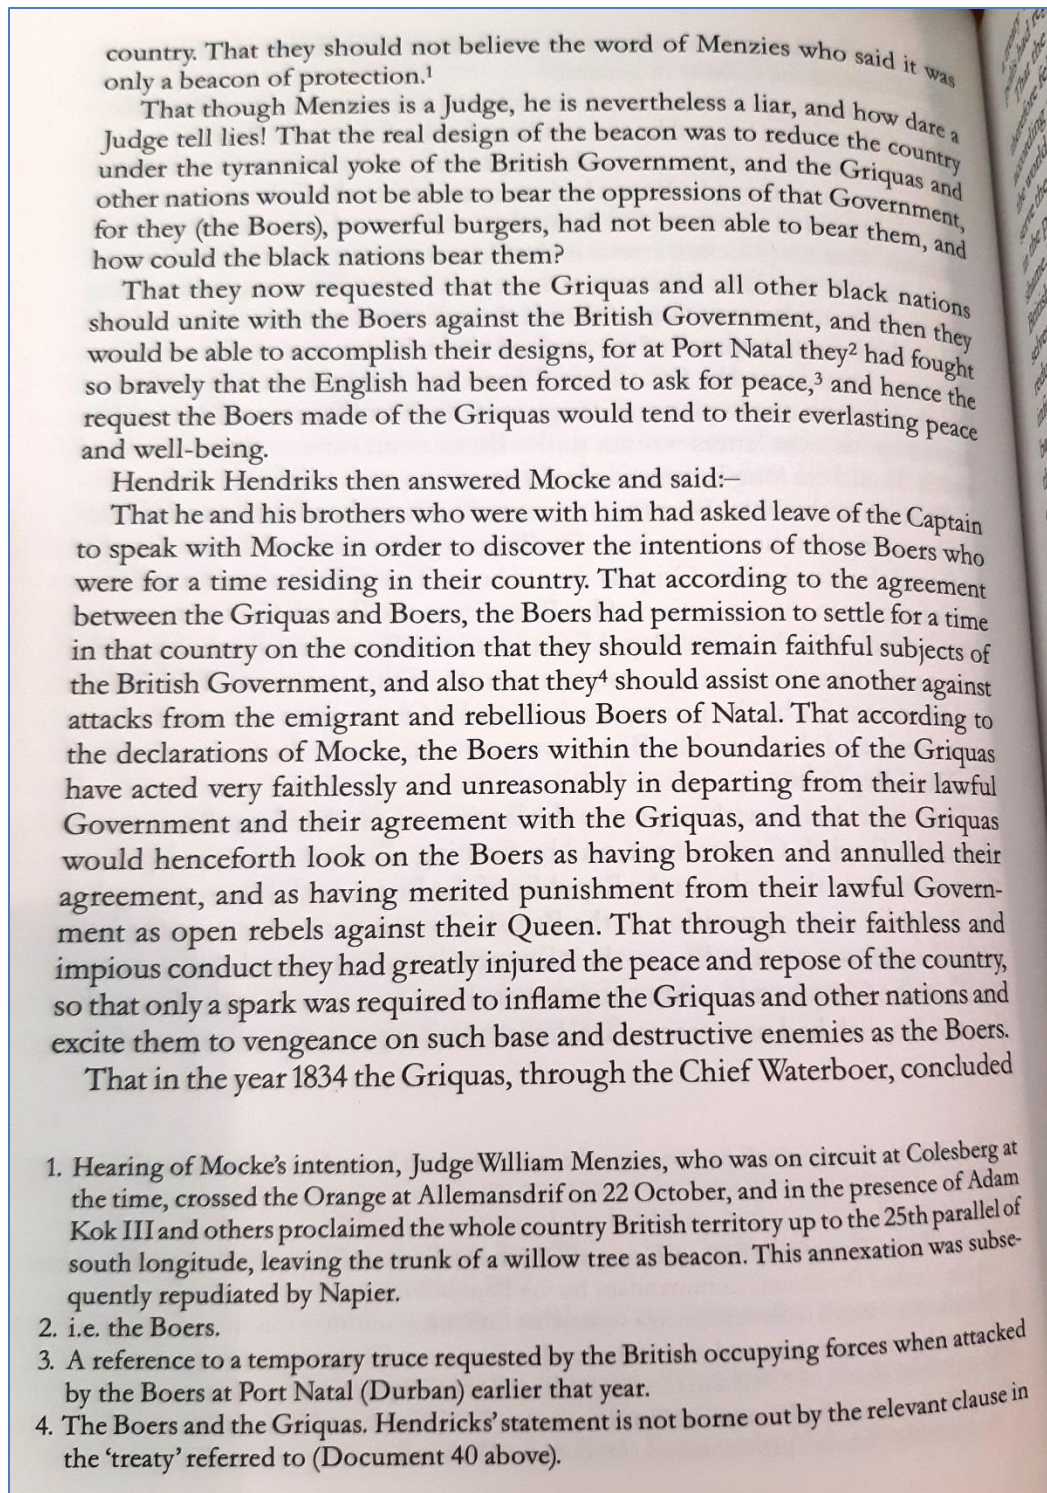 country. That they should not believe the word of Menzies who said it was
only a beacon of protection.¹
That though Menzies is a Judge, he is nevertheless a liar, and how dare a
Judge tell lies! That the real design of the beacon was to reduce the country
under the tyrannical yoke of the British Government, and the Griquas and
other nations would not be able to bear the oppressions of that Government,
for they (the Boers), powerful burgers, had not been able to bear them, and
how could the black nations bear them?
That they now requested that the Griquas and all other black nations
should unite with the Boers against the British Government, and then they
would be able to accomplish their designs, for at Port Natal they² had fought
so bravely that the English had been forced to ask for peace,³ and hence the
request the Boers made of the Griquas would tend to their everlasting peace
and well-being.
Hendrik Hendriks then answered Mocke and said:–
That he and his brothers who were with him had asked leave of the Captain
to speak with Mocke in order to discover the intentions of those Boers who
were for a time residing in their country. That according to the agreement
between the Griquas and Boers, the Boers had permission to settle for a time
in that country on the condition that they should remain faithful subjects of
the British Government, and also that they⁴ should assist one another against
attacks from the emigrant and rebellious Boers of Natal. That according to
the declarations of Mocke, the Boers within the boundaries of the Griquas
have acted very faithlessly and unreasonably in departing from their lawful
Government and their agreement with the Griquas, and that the Griquas
would henceforth look on the Boers as having broken and annulled their
agreement, and as having merited punishment from their lawful Govern-
ment as open rebels against their Queen. That through their faithless and
impious conduct they had greatly injured the peace and repose of the country,
so that only a spark was required to inflame the Griquas and other nations and
excite them to vengeance on such base and destructive enemies as the Boers.
That in the year 1834 the Griquas, through the Chief Waterboer, concluded
1. Hearing of Mocke's intention, Judge William Menzies, who was on circuit at Colesberg at
the time, crossed the Orange at Allemansdrif on 22 October, and in the presence of Adam
Kok III and others proclaimed the whole country British territory up to the 25th parallel of
south longitude, leaving the trunk of a willow tree as beacon. This annexation was subse-
quently repudiated by Napier.
2. i.e. the Boers.
3. A reference to a temporary truce requested by the British occupying forces when attacked
by the Boers at Port Natal (Durban) earlier that year.
4. The Boers and the Griquas. Hendricks' statement is not borne out by the relevant clause in
the 'treaty' referred to (Document 40 above).